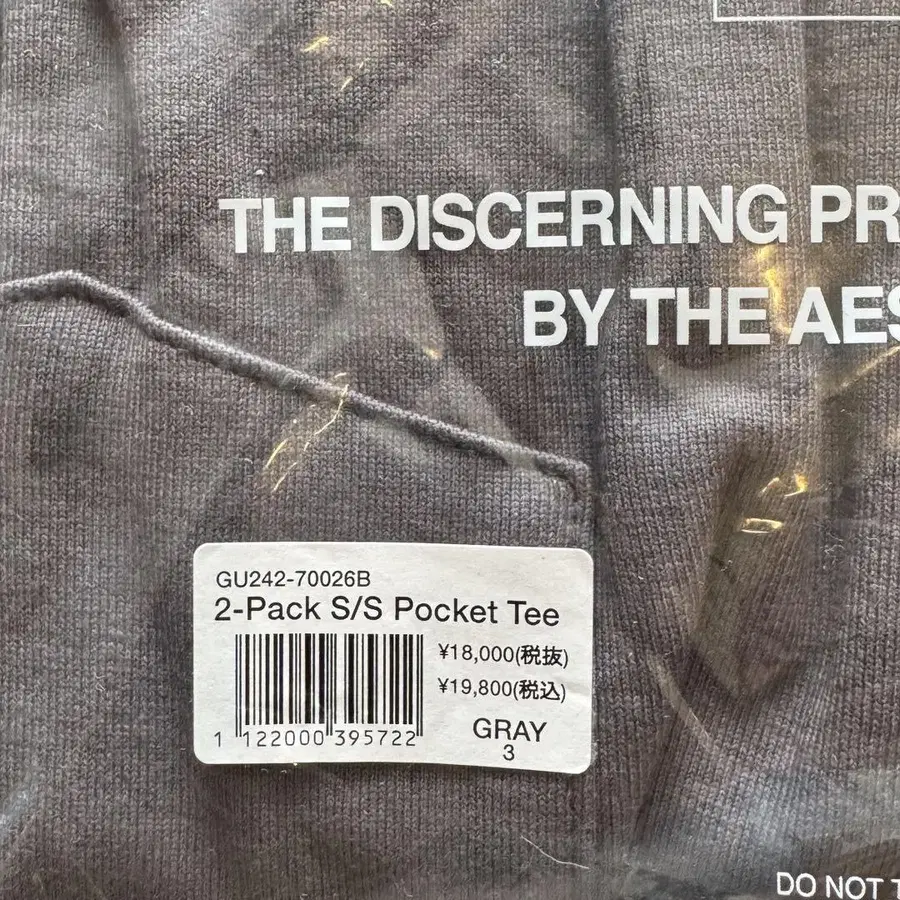 THE DISCERNING PR
BY THE AES
GU242-70026B
2-Pack S/S Pocket Tee
¥18,000(税抜)
¥19,800(税込)
GRAY
3
1 122000 395722
DO NOT T